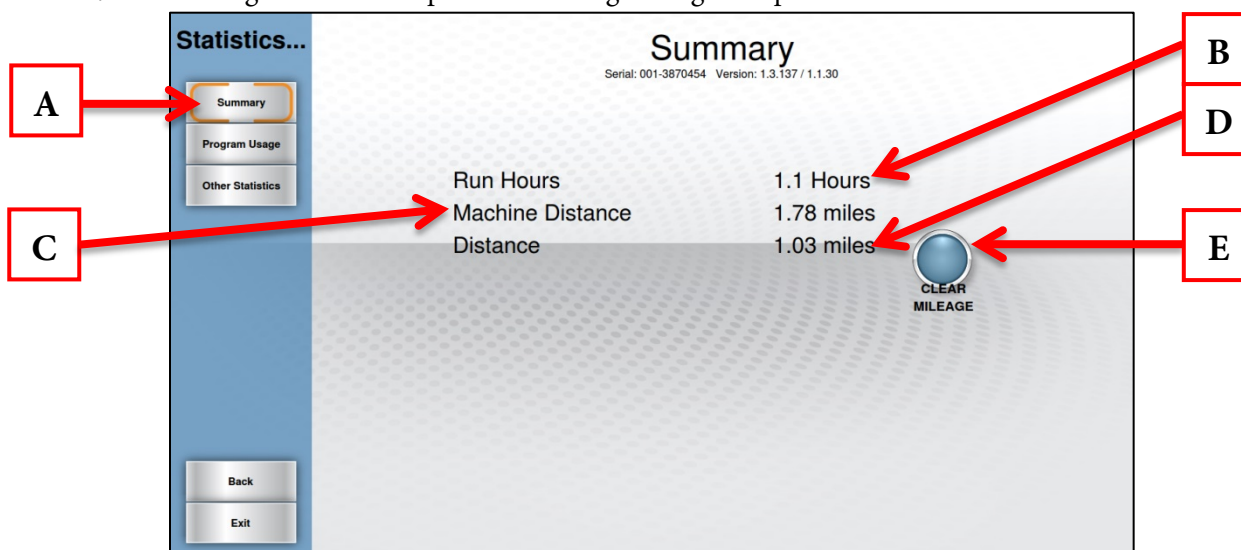 Statistics...
Summary
Serial: 001-3870454 Version: 1.3.137 / 1.1.30
A
B
Summary
D
Program Usage
Other Statistics
Run Hours 1.1 Hours
Machine Distance 1.78 miles
C
Distance 1.03 miles
E
CLEAR
MILEAGE
Back
Exit